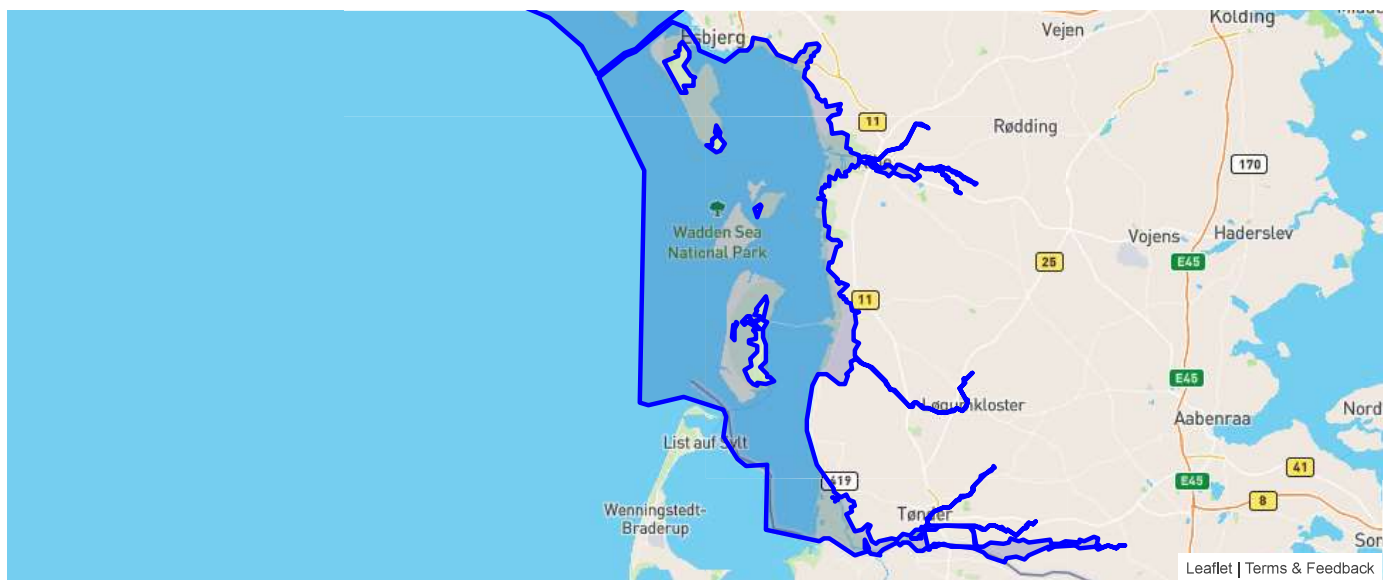 Kolding
Vejen
Esbjerg
11
Rødding
170
Wadden Sea
National Park
Vojens
Haderslev
E45
25
11
E45
Løgumkloster
Aabenraa
Nord
List auf Sylt
41
E45
419
8
Wenningstedt-
Braderup
Tønder
Leaflet | Terms & Feedback